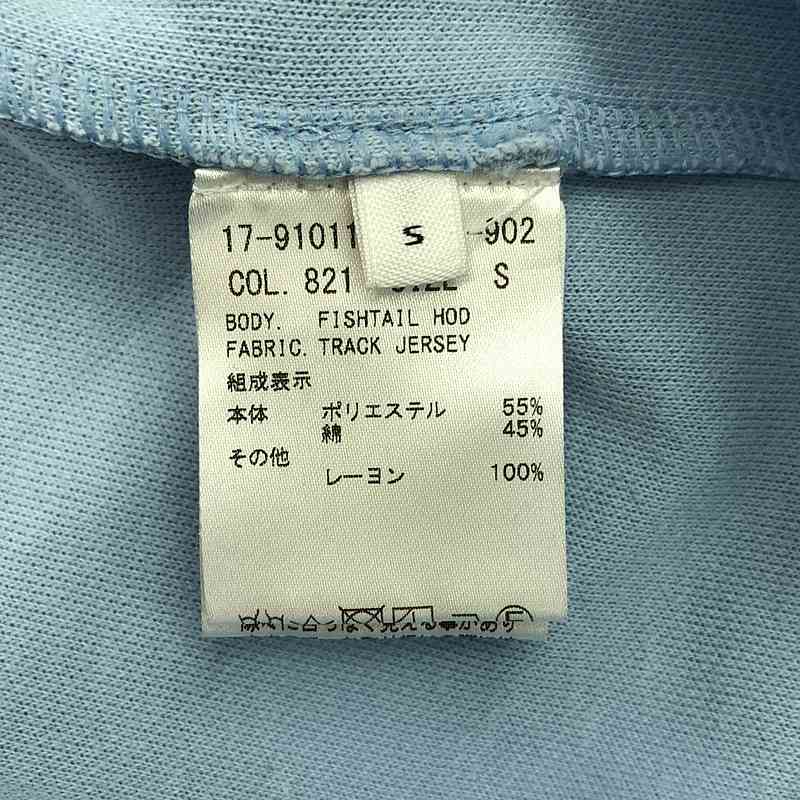 17-91011 S -902
COL. 821 SIZE S
BODY. FISHTAIL HOD
FABRIC. TRACK JERSEY
組成表示
本体 ポリエステル 55%
綿 45%
その他
レーヨン 100%